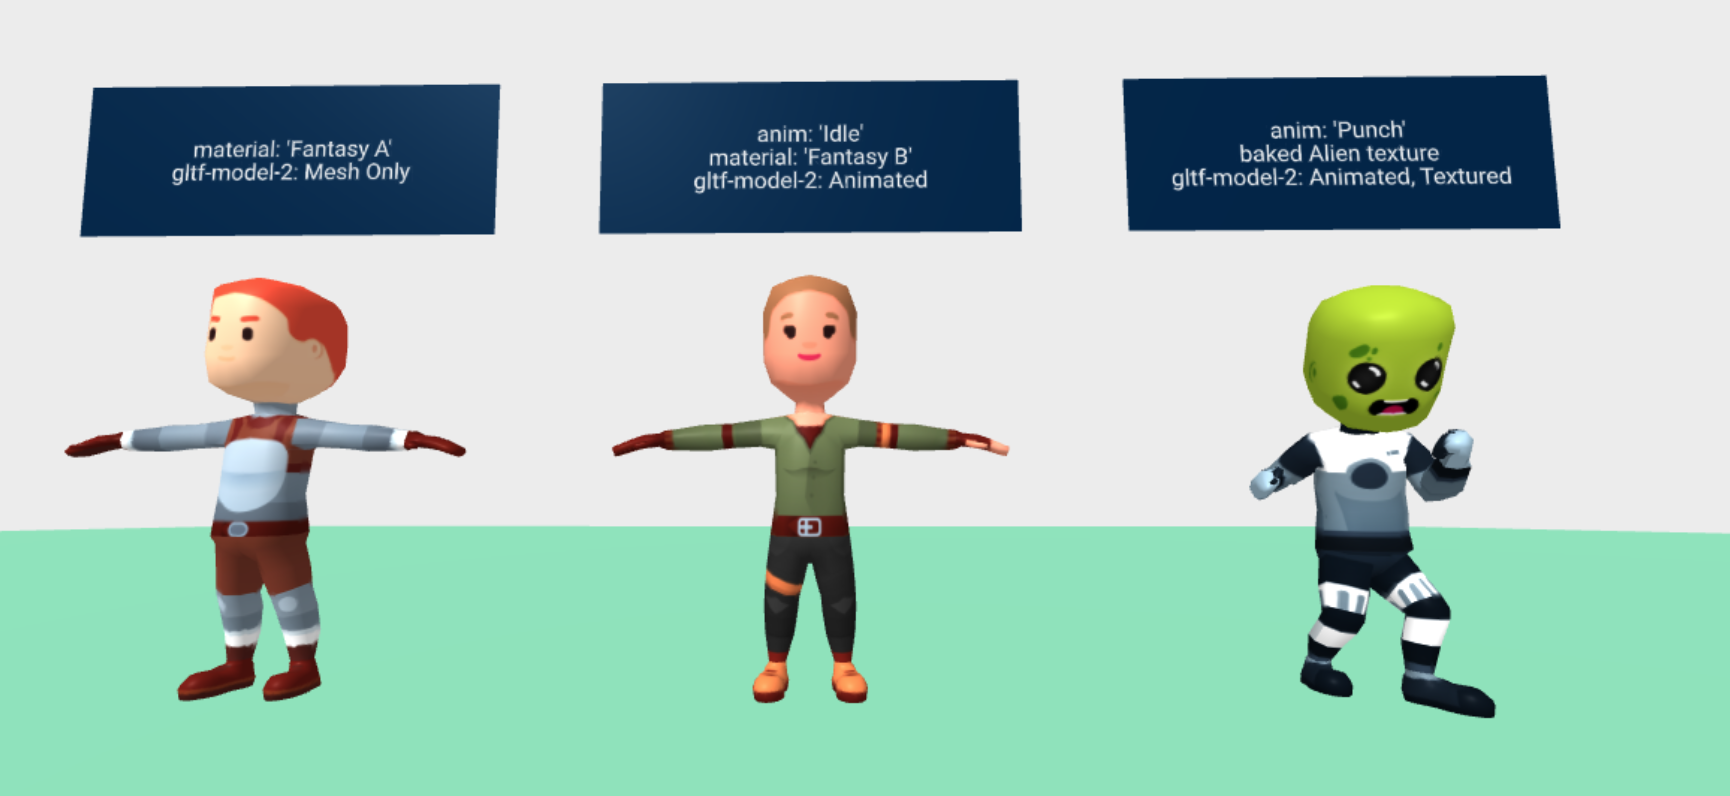 material: 'Fantasy A'
gltf-model-2: Mesh Only
anim: 'Idle'
material: 'Fantasy B'
gltf-model-2: Animated
anim: 'Punch'
baked Alien texture
gltf-model-2: Animated, Textured